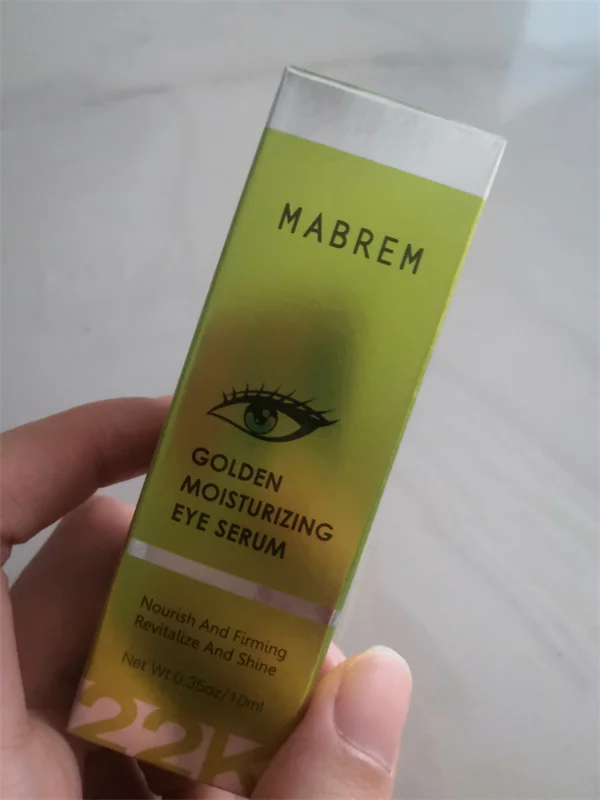 MABREM
GOLDEN
MOISTURIZING
EYE SERUM
Nourish And Firming
Revitalize And Shine
Net Wt.0.35oz/10ml
22K